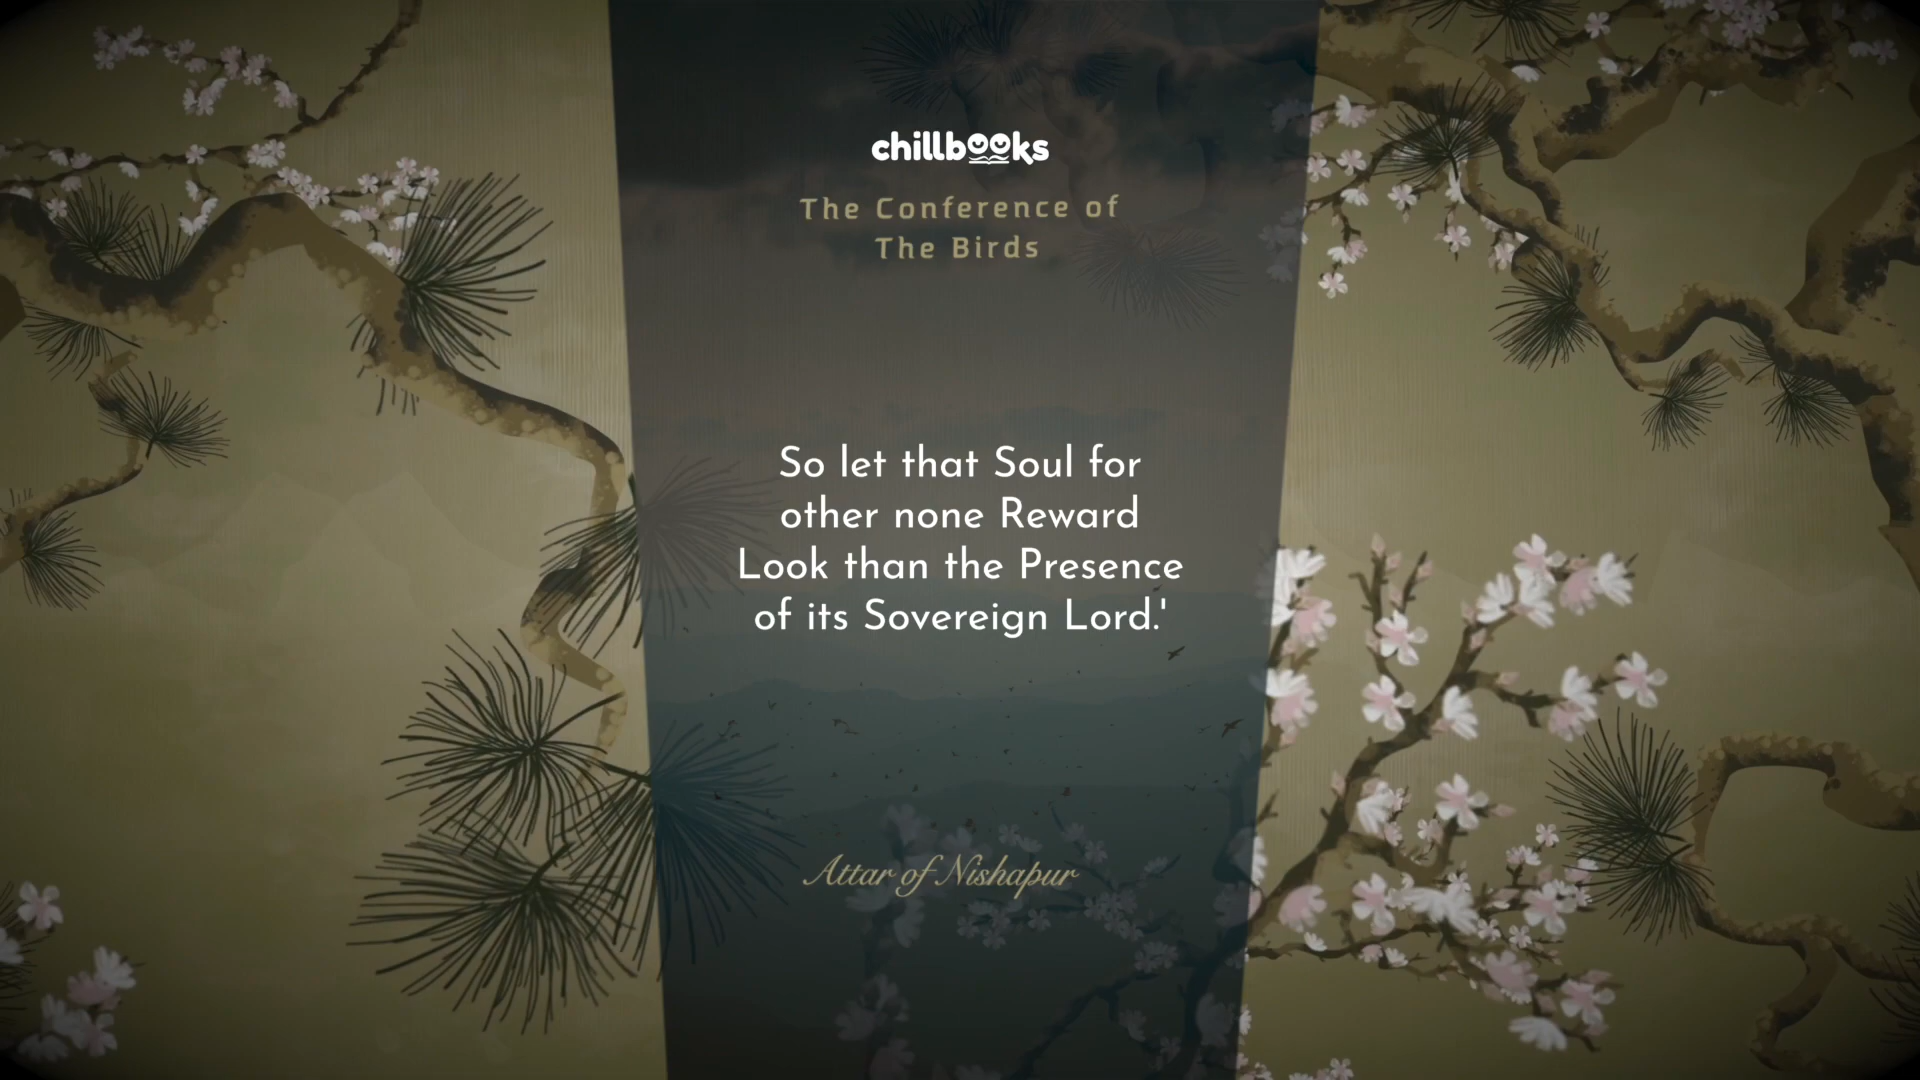 chillbooks
The Conference of
The Birds
So let that Soul for
other none Reward
Look than the Presence
of its Sovereign Lord.'
Attar of Nishapur